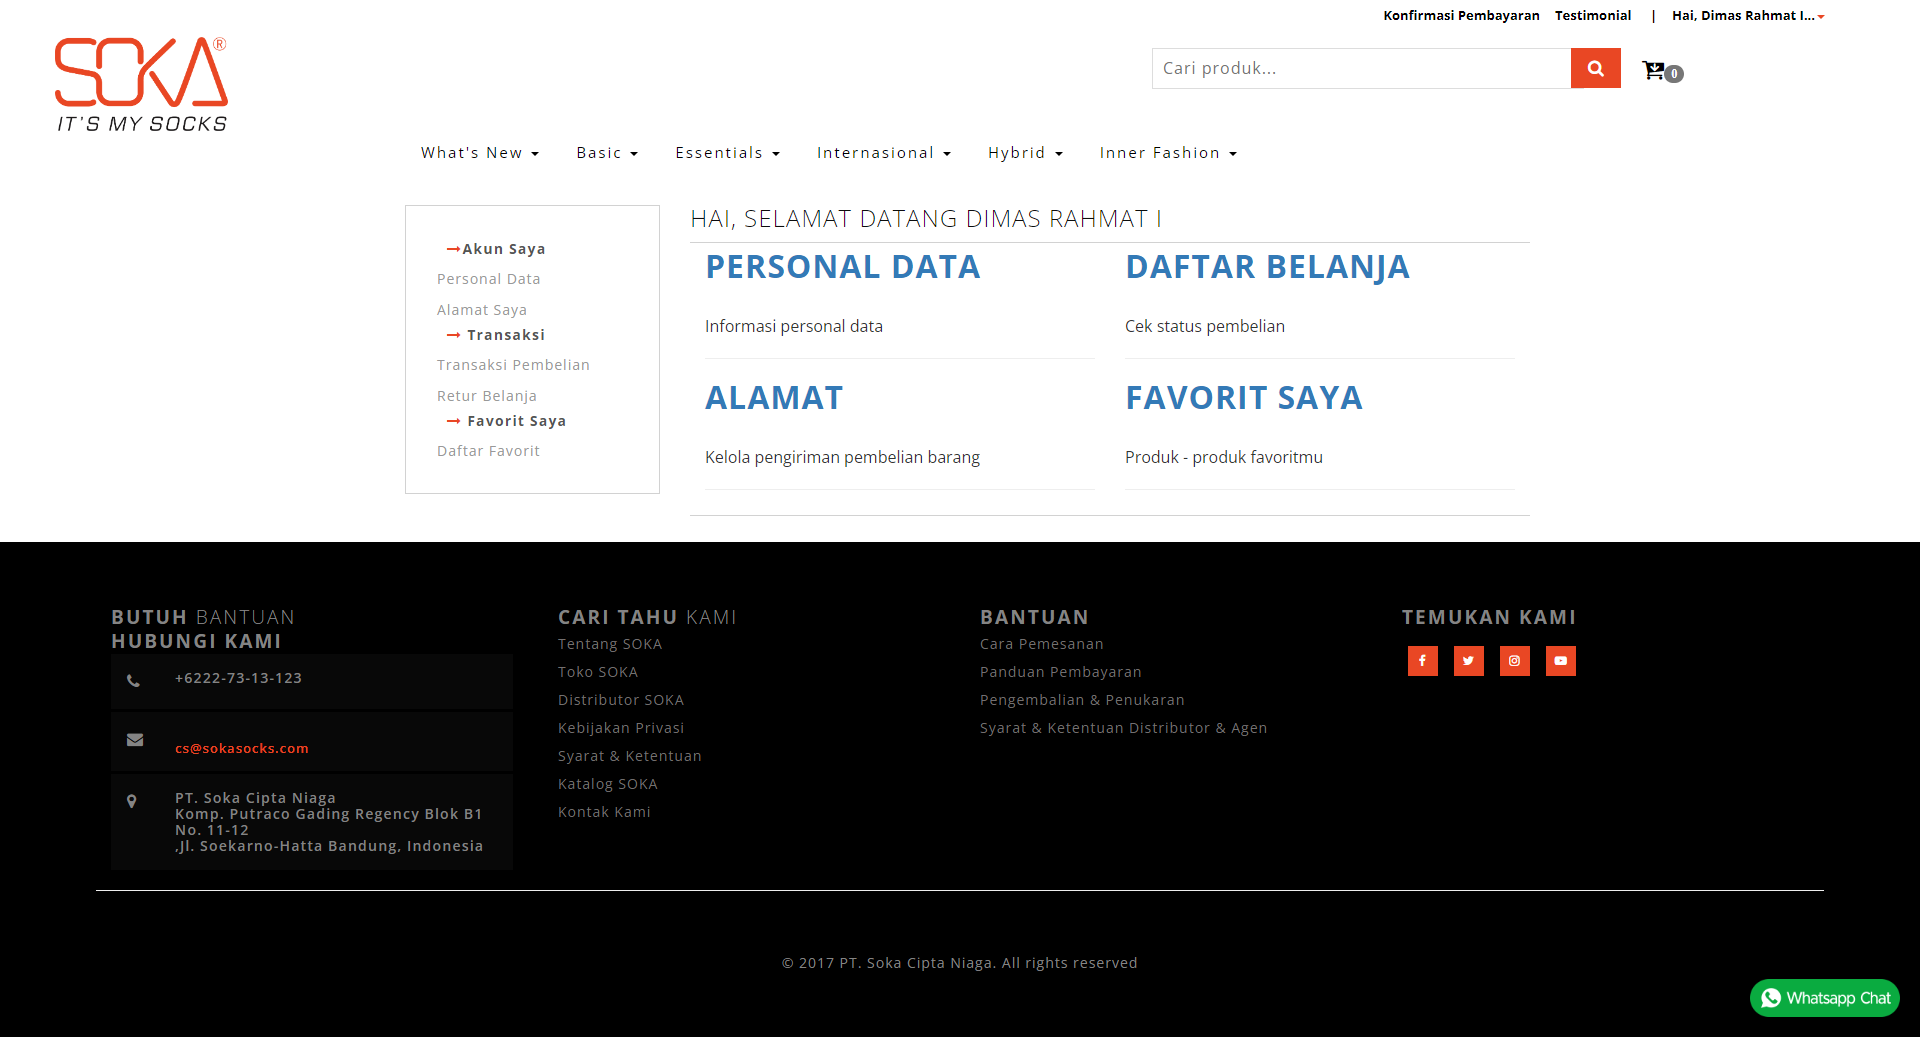 Konfirmasi Pembayaran Testimonial | Hai, Dimas Rahmat I...
SOKA®
IT'S MY SOCKS
Cari produk...
0
What's New Basic Essentials Internasional Hybrid Inner Fashion
Akun Saya
Personal Data
Alamat Saya
Transaksi
Transaksi Pembelian
Retur Belanja
Favorit Saya
Daftar Favorit
HAI, SELAMAT DATANG DIMAS RAHMAT I
PERSONAL DATA
Informasi personal data
DAFTAR BELANJA
Cek status pembelian
ALAMAT
Kelola pengiriman pembelian barang
FAVORIT SAYA
Produk - produk favoritmu
BUTUH BANTUAN
HUBUNGI KAMI
+6222-73-13-123
cs@sokasocks.com
PT. Soka Cipta Niaga
Komp. Putraco Gading Regency Blok B1
No. 11-12
,Jl. Soekarno-Hatta Bandung, Indonesia
CARI TAHU KAMI
Tentang SOKA
Toko SOKA
Distributor SOKA
Kebijakan Privasi
Syarat & Ketentuan
Katalog SOKA
Kontak Kami
BANTUAN
Cara Pemesanan
Panduan Pembayaran
Pengembalian & Penukaran
Syarat & Ketentuan Distributor & Agen
TEMUKAN KAMI
© 2017 PT. Soka Cipta Niaga. All rights reserved
Whatsapp Chat